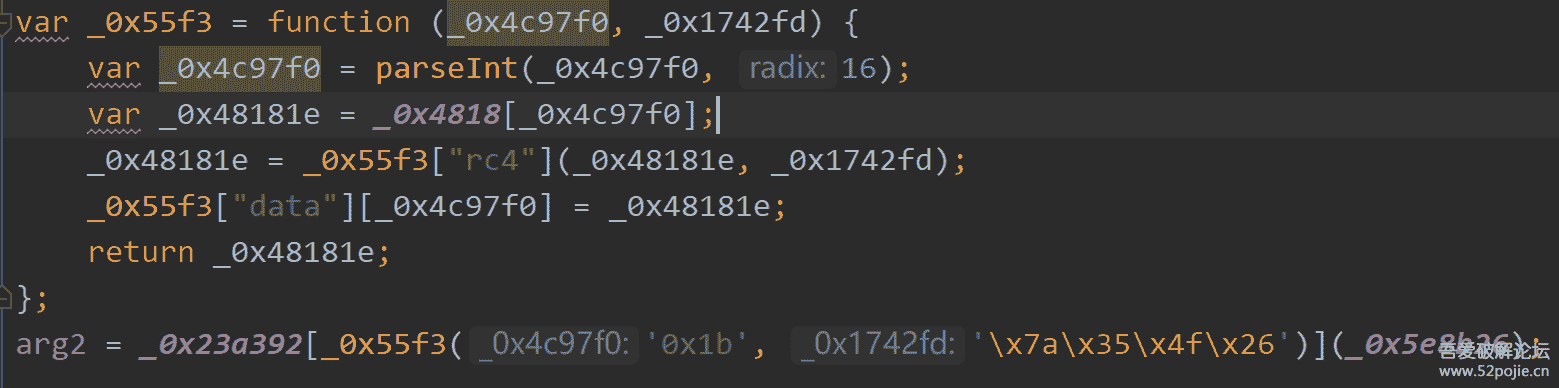 var _0x55f3 = function (_0x4c97f0, _0x1742fd) {
var _0x4c97f0 = parseInt(_0x4c97f0, radix: 16);
var _0x48181e = _0x4818[_0x4c97f0];
_0x48181e = _0x55f3["rc4"](_0x48181e, _0x1742fd);
_0x55f3["data"][_0x4c97f0] = _0x48181e;
return _0x48181e;
};
arg2 = _0x23a392[_0x55f3( _0x4c97f0: '0x1b', _0x1742fd: '\x7a\x35\x4f\x26')](_0x5e8b26);
吾爱破解论坛
www.52pojie.cn